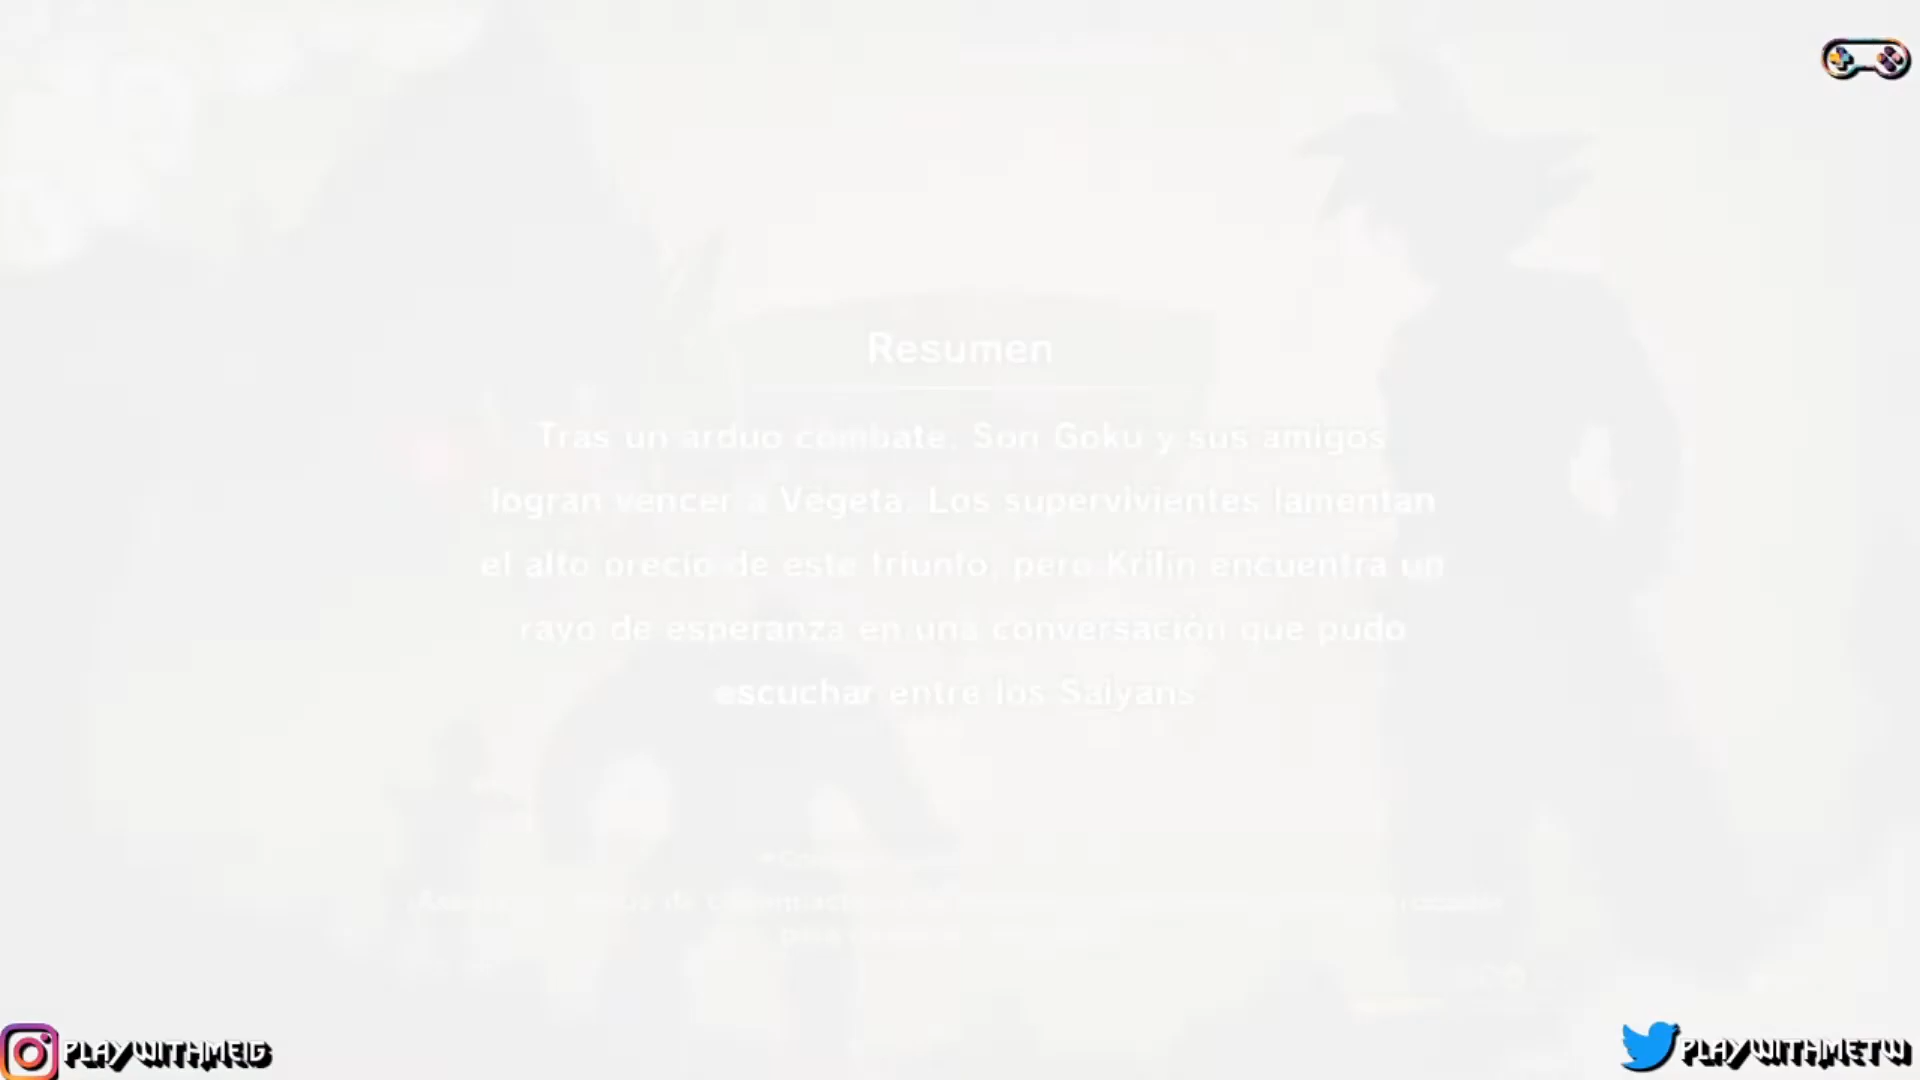 Resumen
Tras un arduo combate, Son Goku y sus amigos
logran vencer a Vegeta. Los supervivientes lamentan
el alto precio de este triunfo, pero Krilin encuentra un
rayo de esperanza en una conversación que pudo
escuchar entre los Saiyans
PLAYWITHMEIG
PLAYWITHMETW